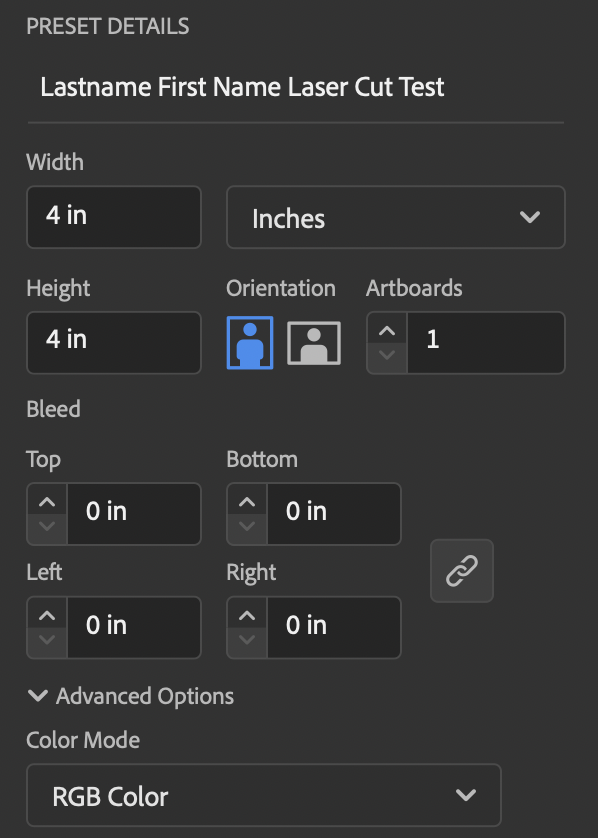 PRESET DETAILS
Lastname First Name Laser Cut Test
Width
4 in
Inches
Height
Orientation
Artboards
4 in
1
Bleed
Top
Bottom
0 in
0 in
Left
Right
0 in
0 in
Advanced Options
Color Mode
RGB Color